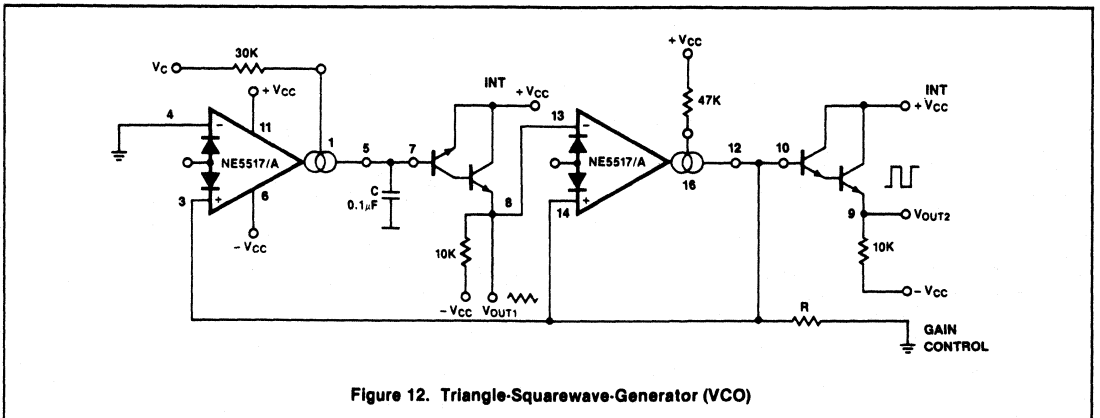 30K
VC
+ VCC
INT
+ VCC
+ VCC
47K
INT
+ VCC
4
11
1
5
7
13
12
10
NE5517/A
NE5517/A
16
C
0.1μF
3
6
8
14
9
VOUT2
- VCC
10K
10K
- VCC
VOUT1
- VCC
R
GAIN
CONTROL
Figure 12. Triangle-Squarewave-Generator (VCO)